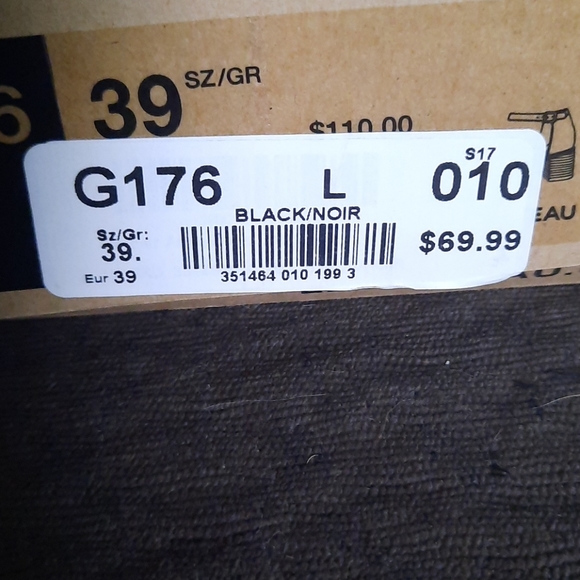 6
39 SZ/GR
$110.00
G176 L S17 010
BLACK/NOIR
Sz/Gr:
39.
$69.99
Eur 39
351464 010 199 3
EAU